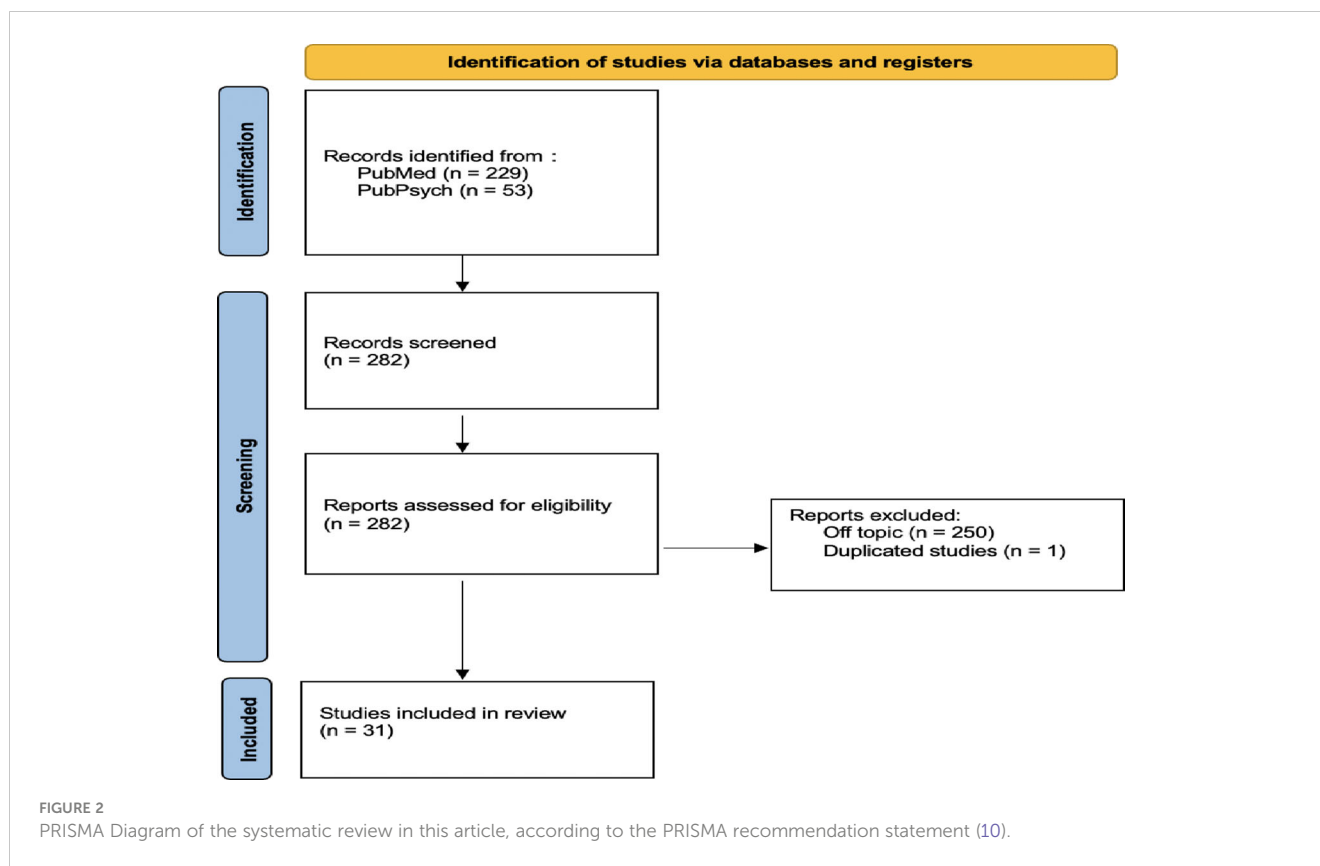 Identification of studies via databases and registers
Identification
Records identified from :
PubMed (n = 229)
PubPsych (n = 53)
Screening
Records screened
(n = 282)
Reports assessed for eligibility
(n = 282)
Reports excluded:
Off topic (n = 250)
Duplicated studies (n = 1)
Included
Studies included in review
(n = 31)
FIGURE 2
PRISMA Diagram of the systematic review in this article, according to the PRISMA recommendation statement (10).